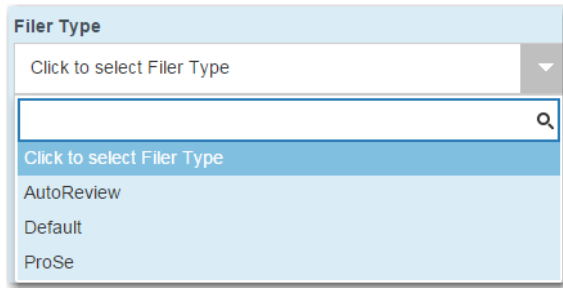 Filer Type
Click to select Filer Type
Click to select Filer Type
AutoReview
Default
ProSe